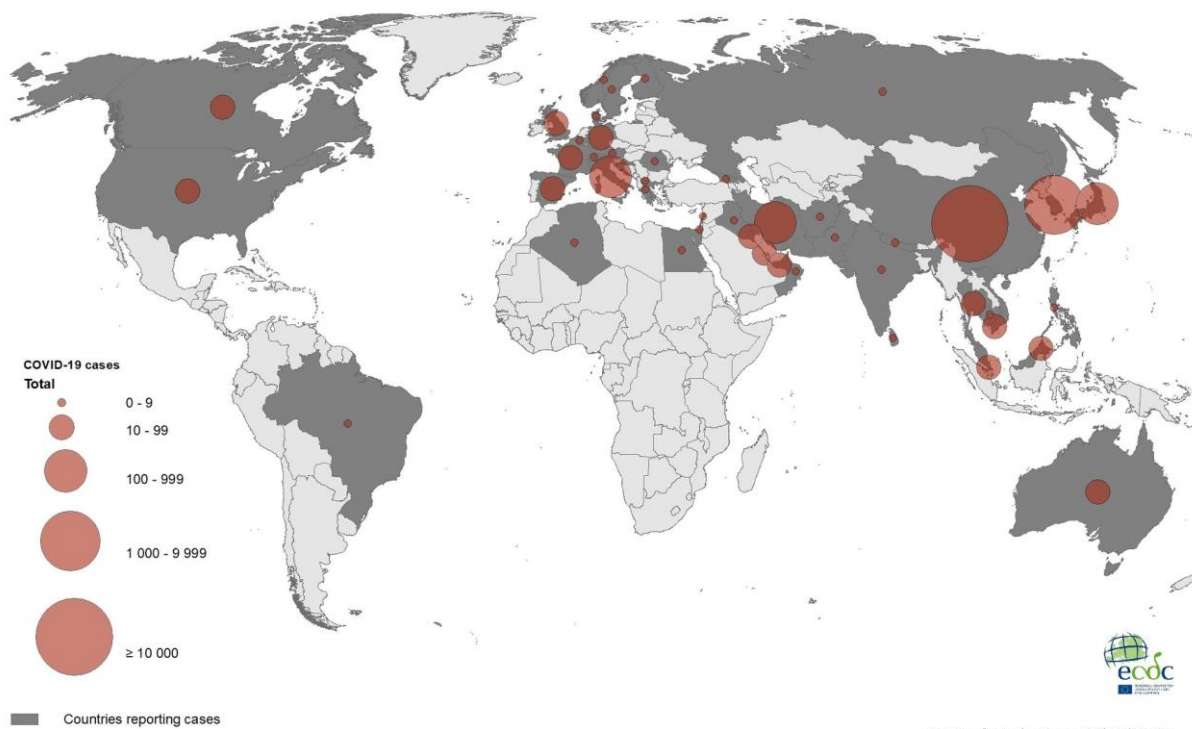 COVID-19 cases
Total
0 - 9
10 - 99
100 - 999
1 000 - 9 999
≥ 10 000
Countries reporting cases
ecdc